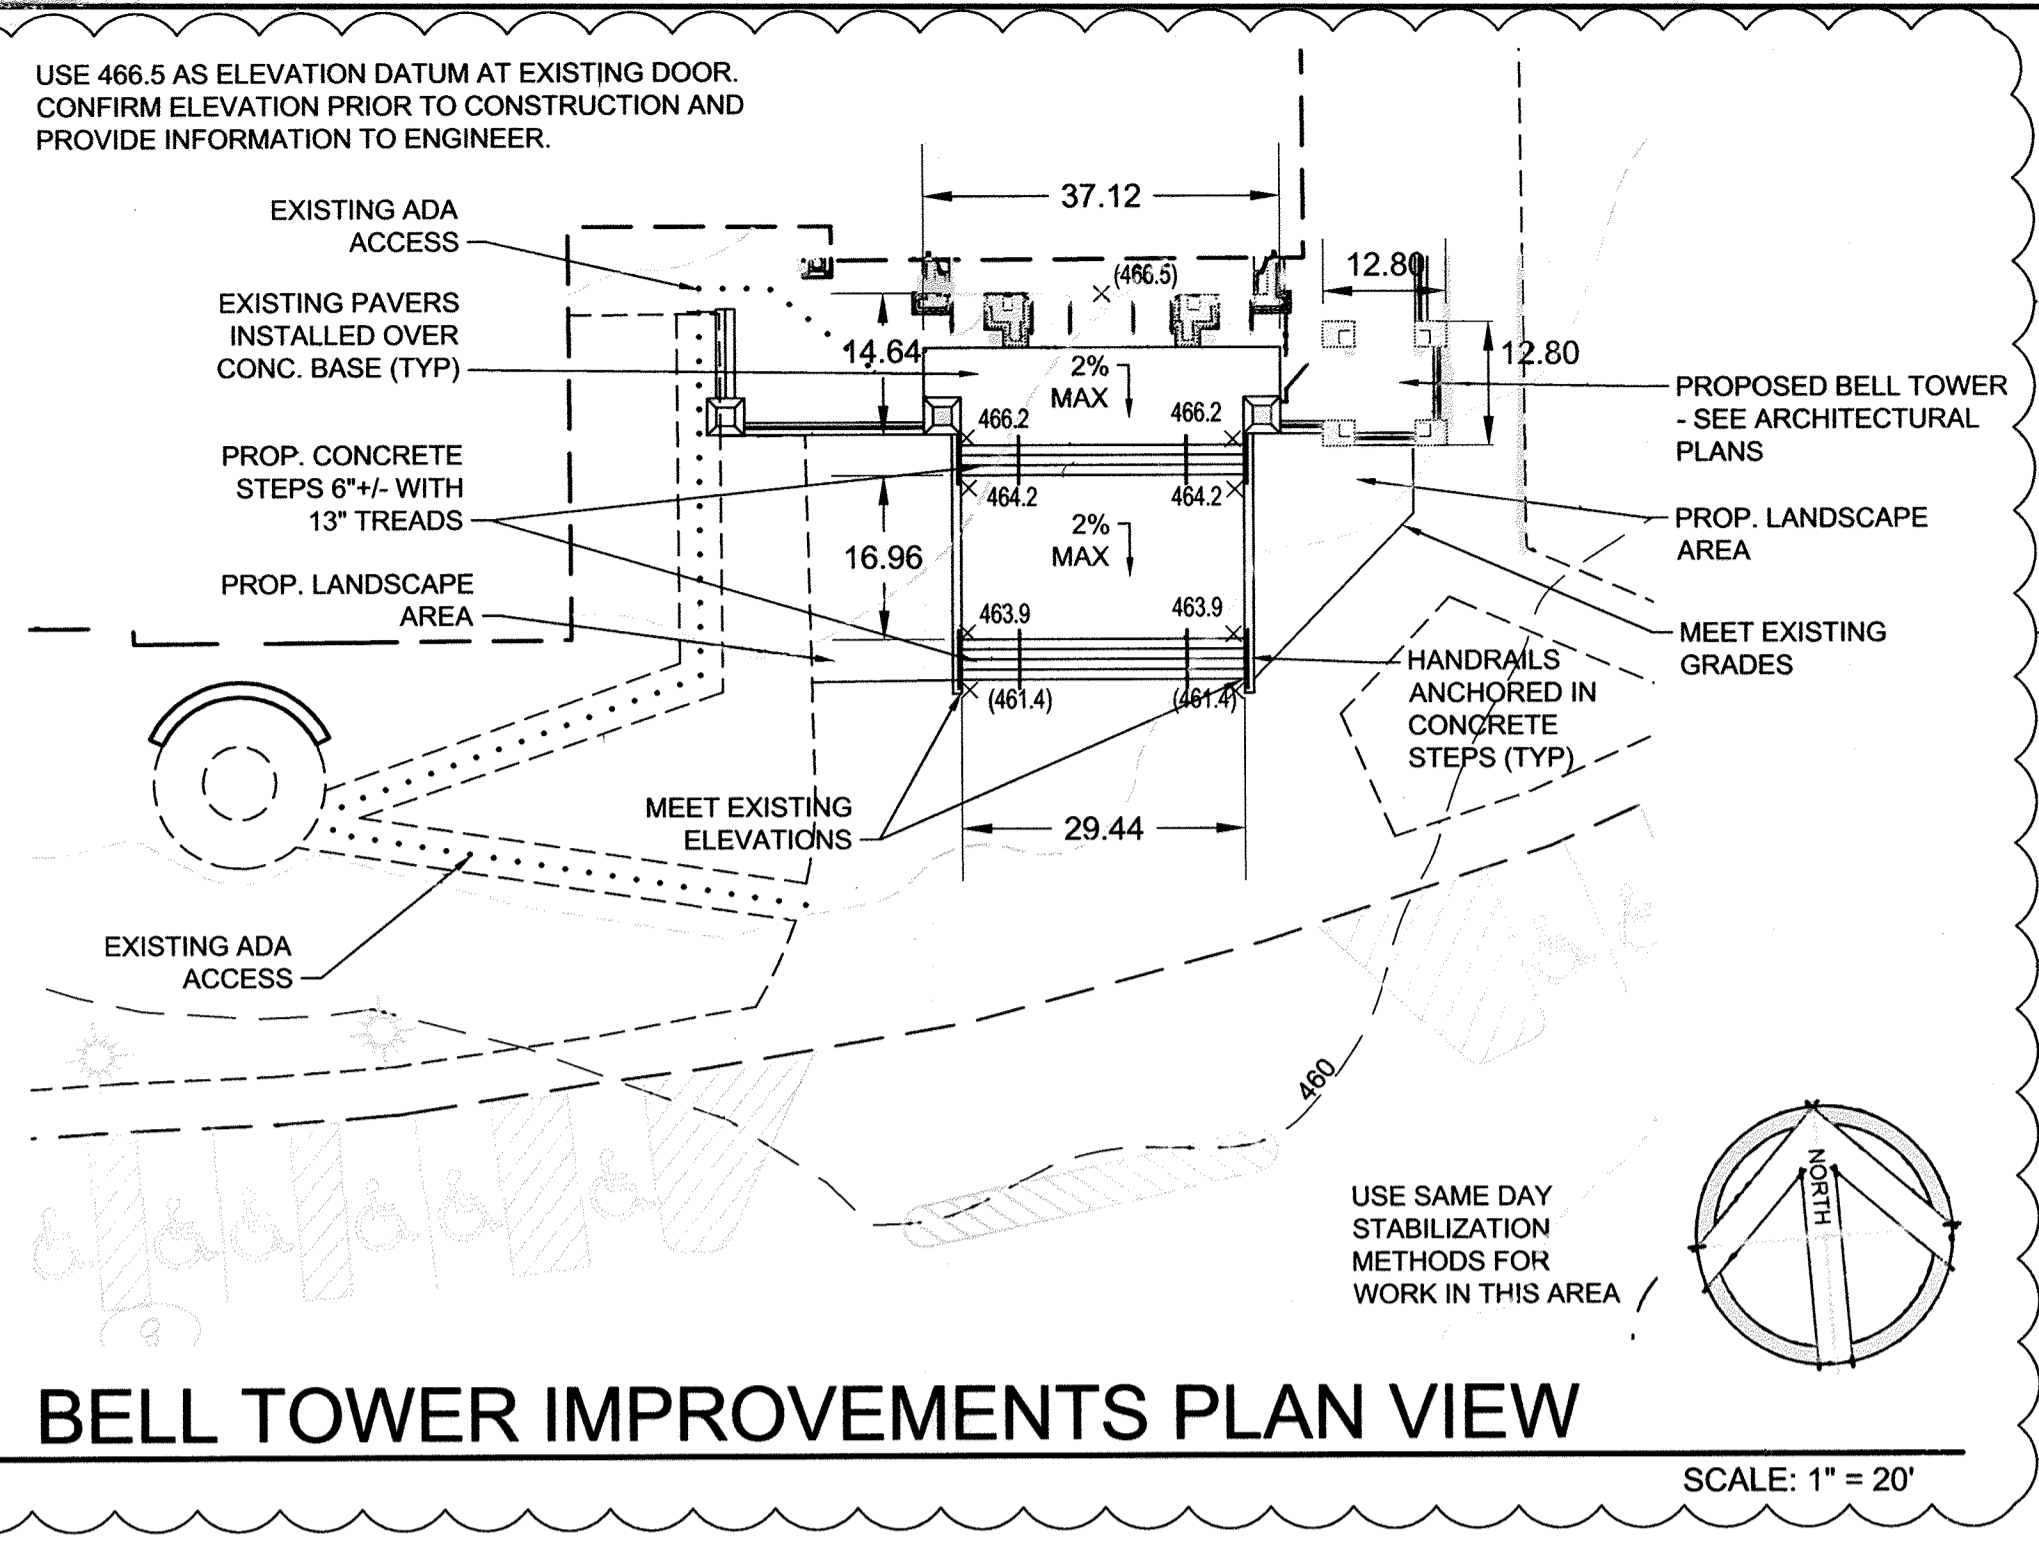 USE 466.5 AS ELEVATION DATUM AT EXISTING DOOR.
CONFIRM ELEVATION PRIOR TO CONSTRUCTION AND
PROVIDE INFORMATION TO ENGINEER.
37.12
EXISTING ADA
ACCESS
(466.5)
12.80
EXISTING PAVERS
INSTALLED OVER
CONC. BASE (TYP)
14.64
2%
MAX
12.80
PROPOSED BELL TOWER
- SEE ARCHITECTURAL
PLANS
466.2
466.2
PROP. CONCRETE
STEPS 6"+/- WITH
13" TREADS
464.2
464.2
2%
MAX
16.96
PROP. LANDSCAPE
AREA
PROP. LANDSCAPE
AREA
463.9
463.9
MEET EXISTING
GRADES
HANDRAILS
ANCHORED IN
CONCRETE
STEPS (TYP)
(461.4)
(461.4)
MEET EXISTING
ELEVATIONS
29.44
EXISTING ADA
ACCESS
460
NORTH
USE SAME DAY
STABILIZATION
METHODS FOR
WORK IN THIS AREA
BELL TOWER IMPROVEMENTS PLAN VIEW
SCALE: 1" = 20'